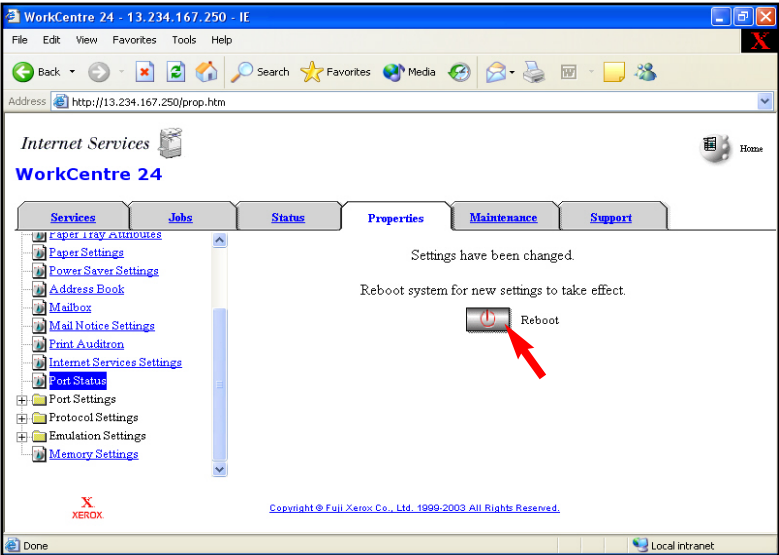 WorkCentre 24 - 13.234.167.250 - IE
File Edit View Favorites Tools Help
X
Back Search Favorites Media
Address http://13.234.167.250/prop.htm
Internet Services
Home
WorkCentre 24
Services Jobs Status Properties Maintenance Support
Paper Tray Attributes
Paper Settings
Power Saver Settings
Address Book
Mailbox
Mail Notice Settings
Print Auditron
Internet Services Settings
Port Status
Port Settings
Protocol Settings
Emulation Settings
Memory Settings
Settings have been changed.
Reboot system for new settings to take effect.
Reboot
X
XEROX.
Copyright © Fuji Xerox Co., Ltd. 1999-2003 All Rights Reserved.
Done Local intranet